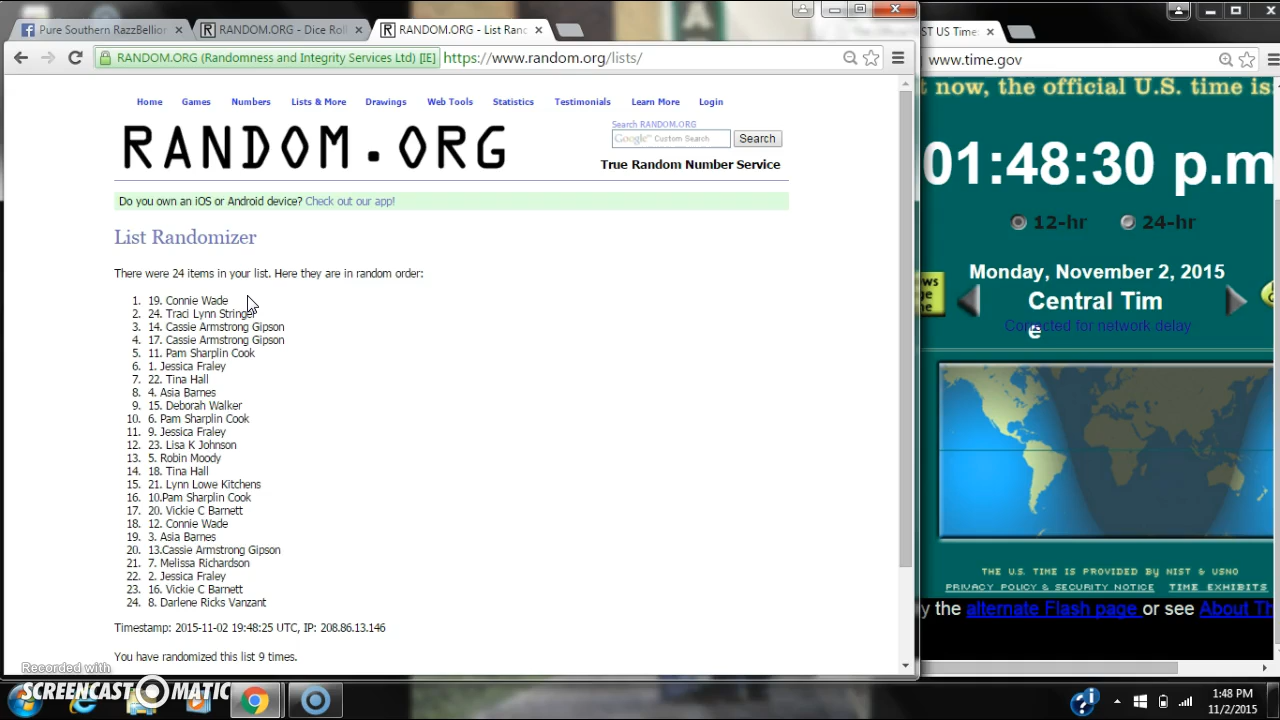 Pure Southern RazzBellion
RANDOM.ORG - Dice Roll
RANDOM.ORG - List Ran
ST US Time
RANDOM.ORG (Randomness and Integrity Services Ltd) [IE]
https://www.random.org/lists/
www.time.gov
Home Games Numbers Lists & More Drawings Web Tools Statistics Testimonials Learn More Login
RANDOM.ORG
Search RANDOM.ORG
Google™ Custom Search
Search
True Random Number Service
Do you own an iOS or Android device? Check out our app!
List Randomizer
There were 24 items in your list. Here they are in random order:
1. 19. Connie Wade
2. 24. Traci Lynn Stringer
3. 14. Cassie Armstrong Gipson
4. 17. Cassie Armstrong Gipson
5. 11. Pam Sharplin Cook
6. 1. Jessica Fraley
7. 22. Tina Hall
8. 4. Asia Barnes
9. 15. Deborah Walker
10. 6. Pam Sharplin Cook
11. 9. Jessica Fraley
12. 23. Lisa K Johnson
13. 5. Robin Moody
14. 18. Tina Hall
15. 21. Lynn Lowe Kitchens
16. 10.Pam Sharplin Cook
17. 20. Vickie C Barnett
18. 12. Connie Wade
19. 3. Asia Barnes
20. 13.Cassie Armstrong Gipson
21. 7. Melissa Richardson
22. 2. Jessica Fraley
23. 16. Vickie C Barnett
24. 8. Darlene Ricks Vanzant
Timestamp: 2015-11-02 19:48:25 UTC, IP: 208.86.13.146
You have randomized this list 9 times.
t now, the official U.S. time is:
01:48:30 p.m
12-hr 24-hr
Monday, November 2, 2015
Central Tim
e
Corrected for network delay
THE U.S. TIME IS PROVIDED BY NIST & USNO
PRIVACY POLICY & SECURITY NOTICE TIME EXHIBITS
y the alternate Flash page or see About Th
Recorded with
SCREENCAST MATIC
1:48 PM
11/2/2015